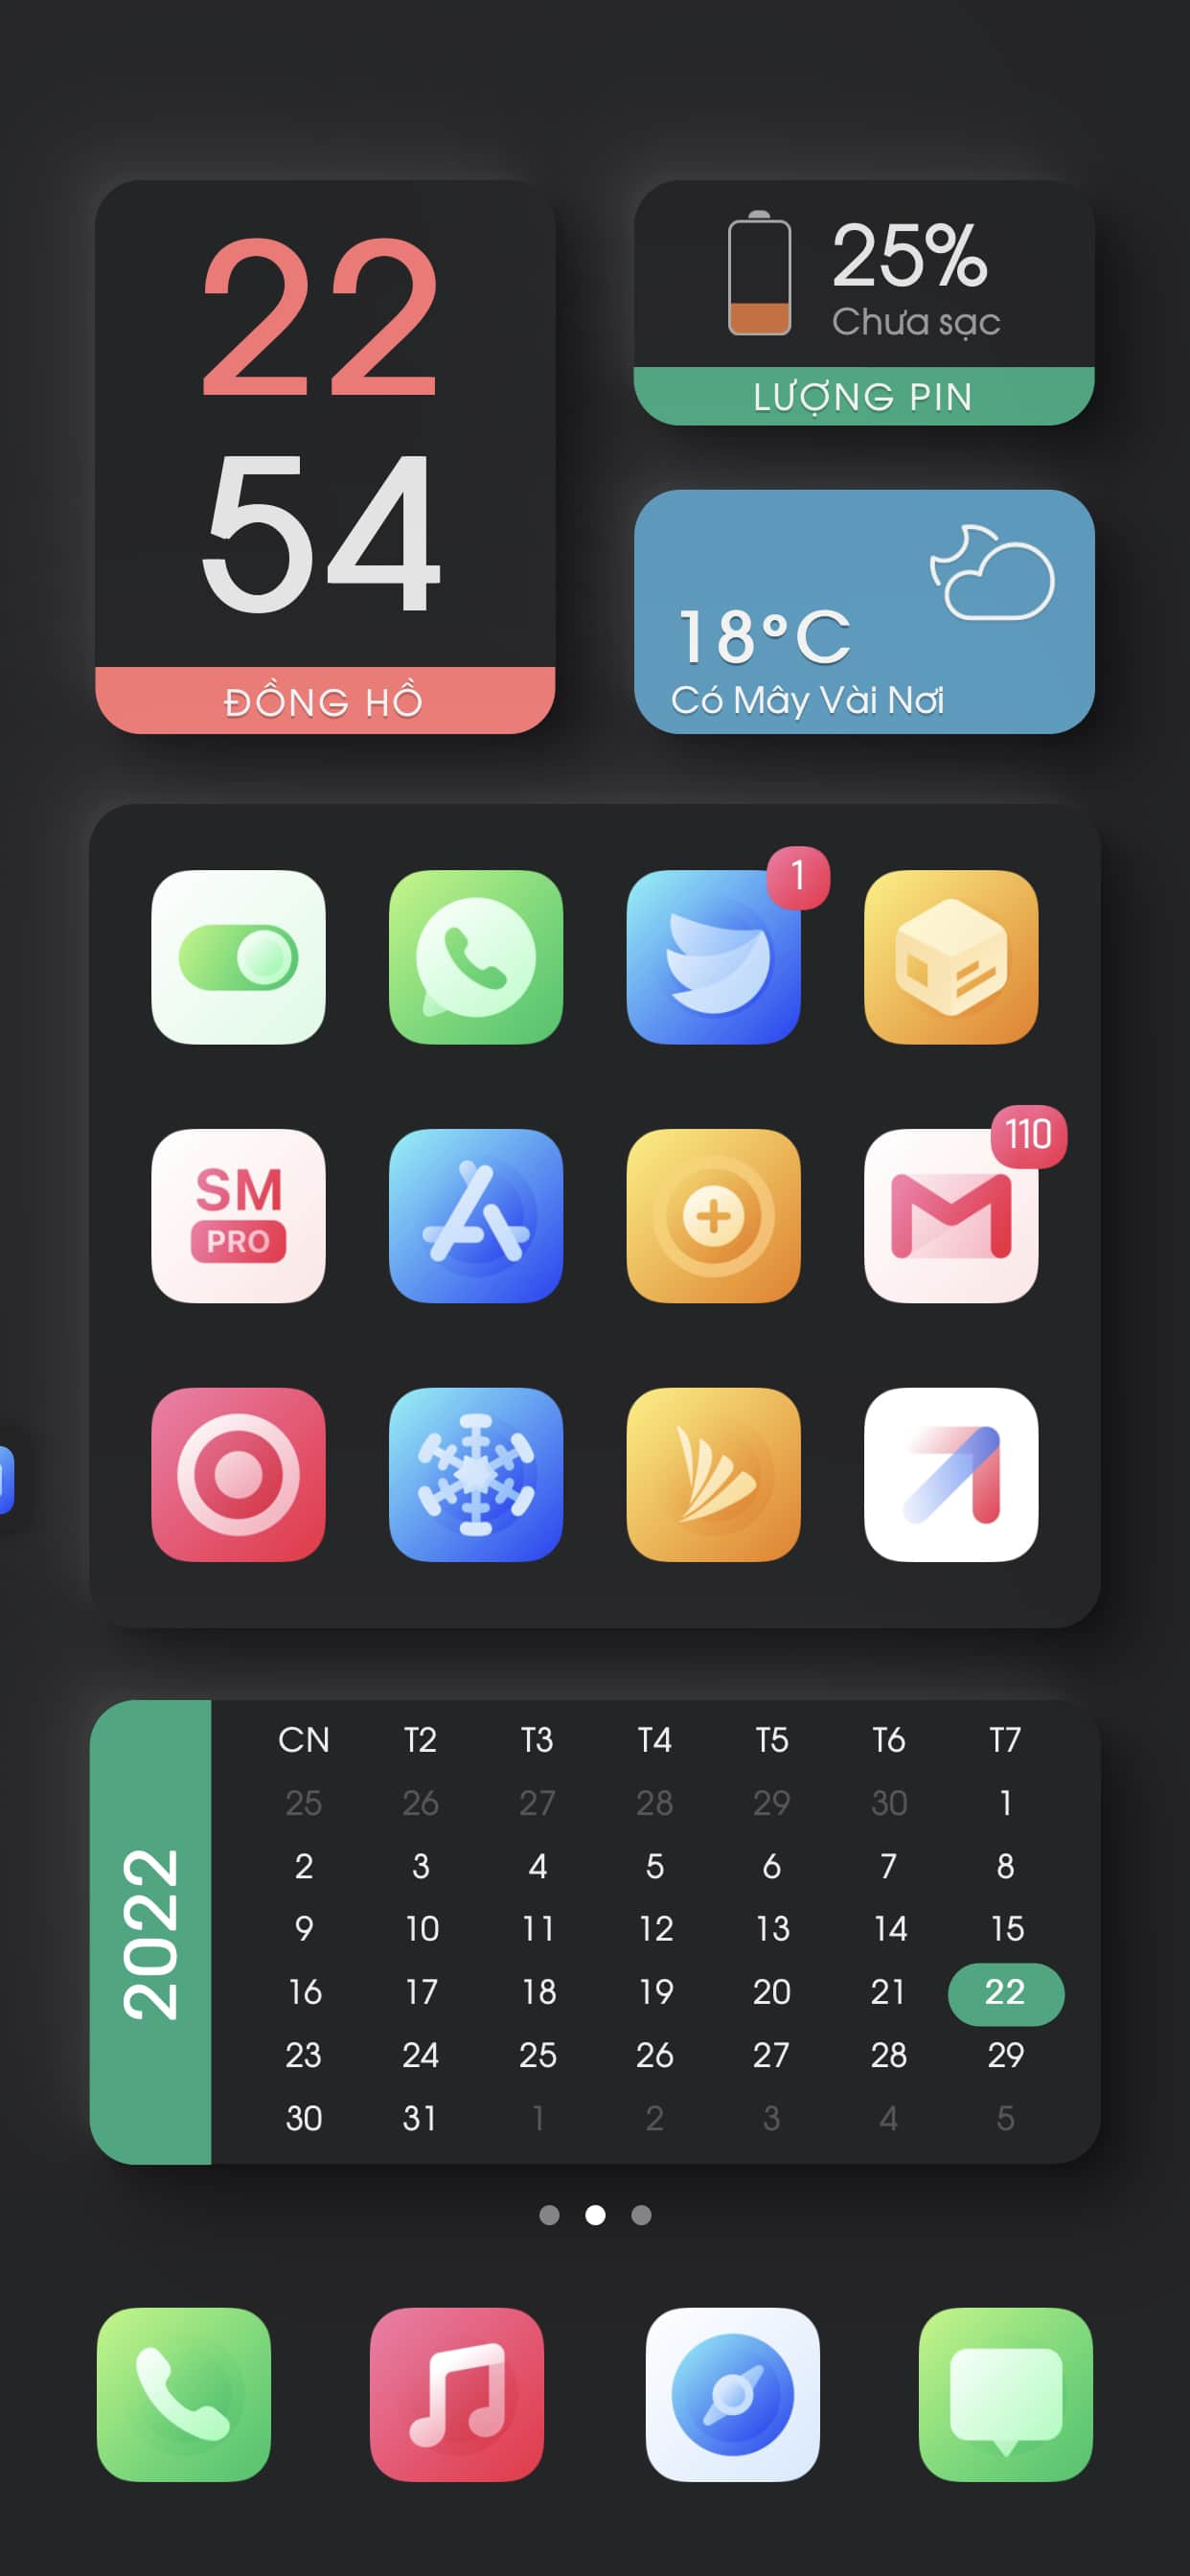 22
54
ĐỒNG HỒ
25%
Chưa sạc
LƯỢNG PIN
18°C
Có Mây Vài Nơi
1
SM
PRO
110
2022
CN T2 T3 T4 T5 T6 T7
25 26 27 28 29 30 1
2 3 4 5 6 7 8
9 10 11 12 13 14 15
16 17 18 19 20 21 22
23 24 25 26 27 28 29
30 31 1 2 3 4 5